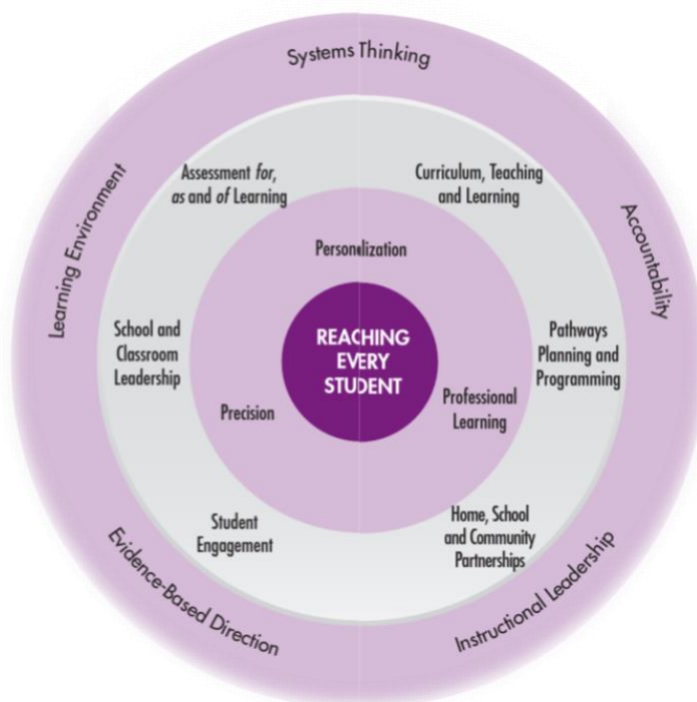 Systems Thinking
Learning Environment
Accountability
Assessment for,
as and of Learning
Curriculum, Teaching
and Learning
Personalization
School and
Classroom
Leadership
REACHING
EVERY
STUDENT
Pathways
Planning and
Programming
Precision
Professional
Learning
Student
Engagement
Home, School
and Community
Partnerships
Evidence-Based Direction
Instructional Leadership